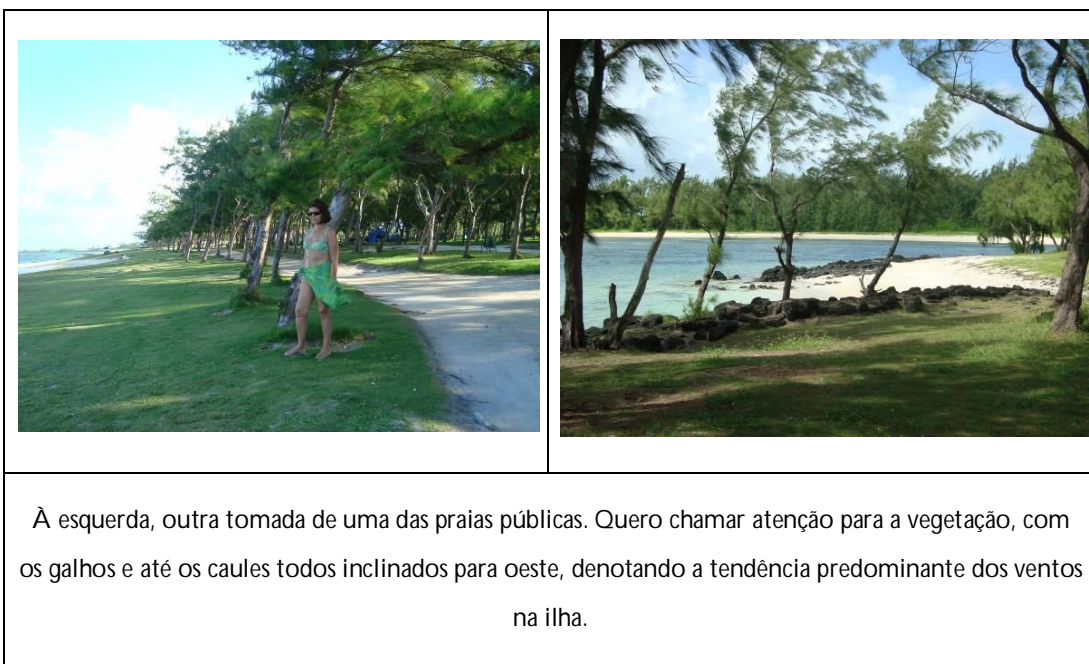 À esquerda, outra tomada de uma das praias públicas. Quero chamar atenção para a vegetação, com
os galhos e até os caules todos inclinados para oeste, denotando a tendência predominante dos ventos
na ilha.